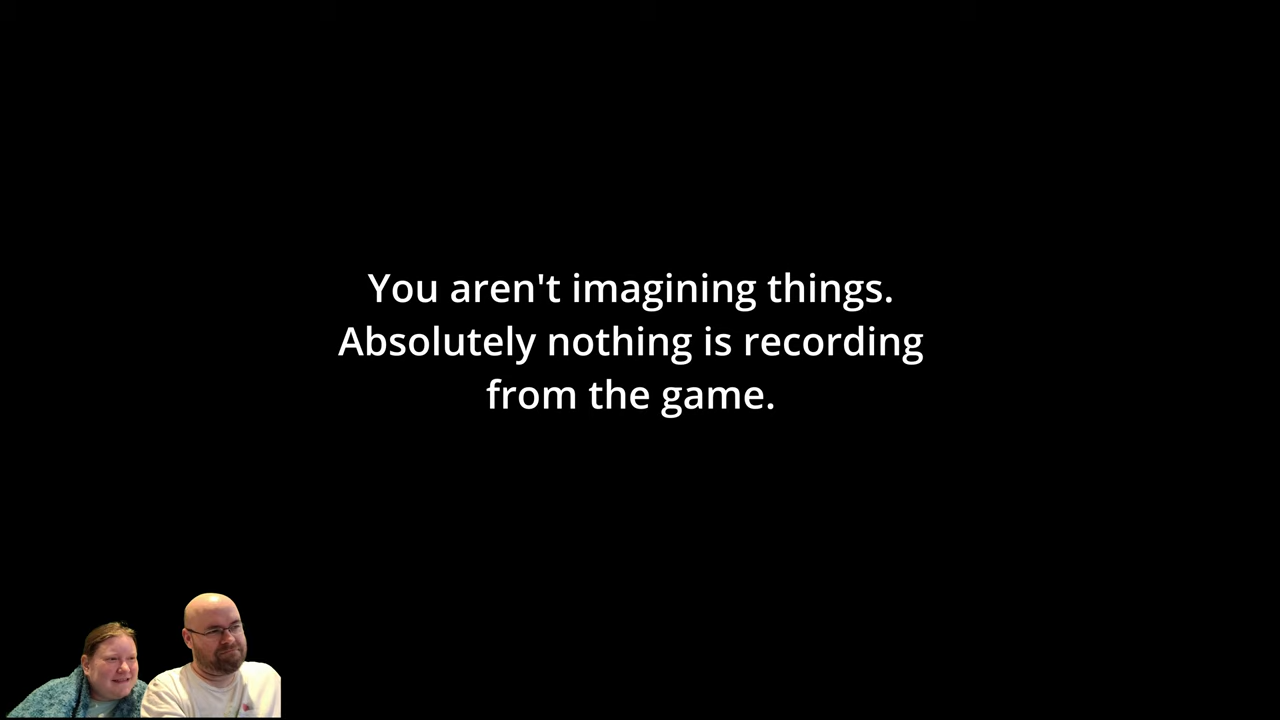 You aren't imagining things.
Absolutely nothing is recording
from the game.